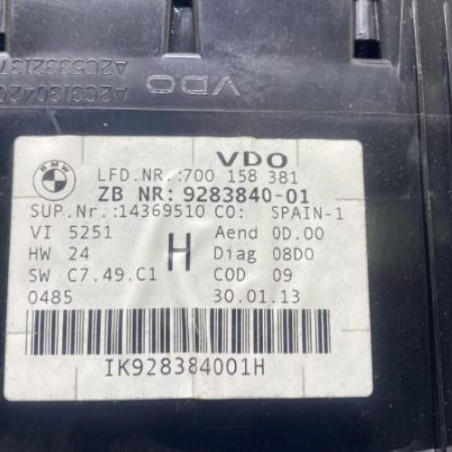 VDO
BMW
VDO
LFD.NR.:700 158 381
ZB NR: 9283840-01
SUP.Nr.:14369510 CO: SPAIN-1
VI 5251 Aend 0D.00
HW 24 H Diag 08D0
SW C7.49.C1 COD 09
0485 30.01.13
IK928384001H